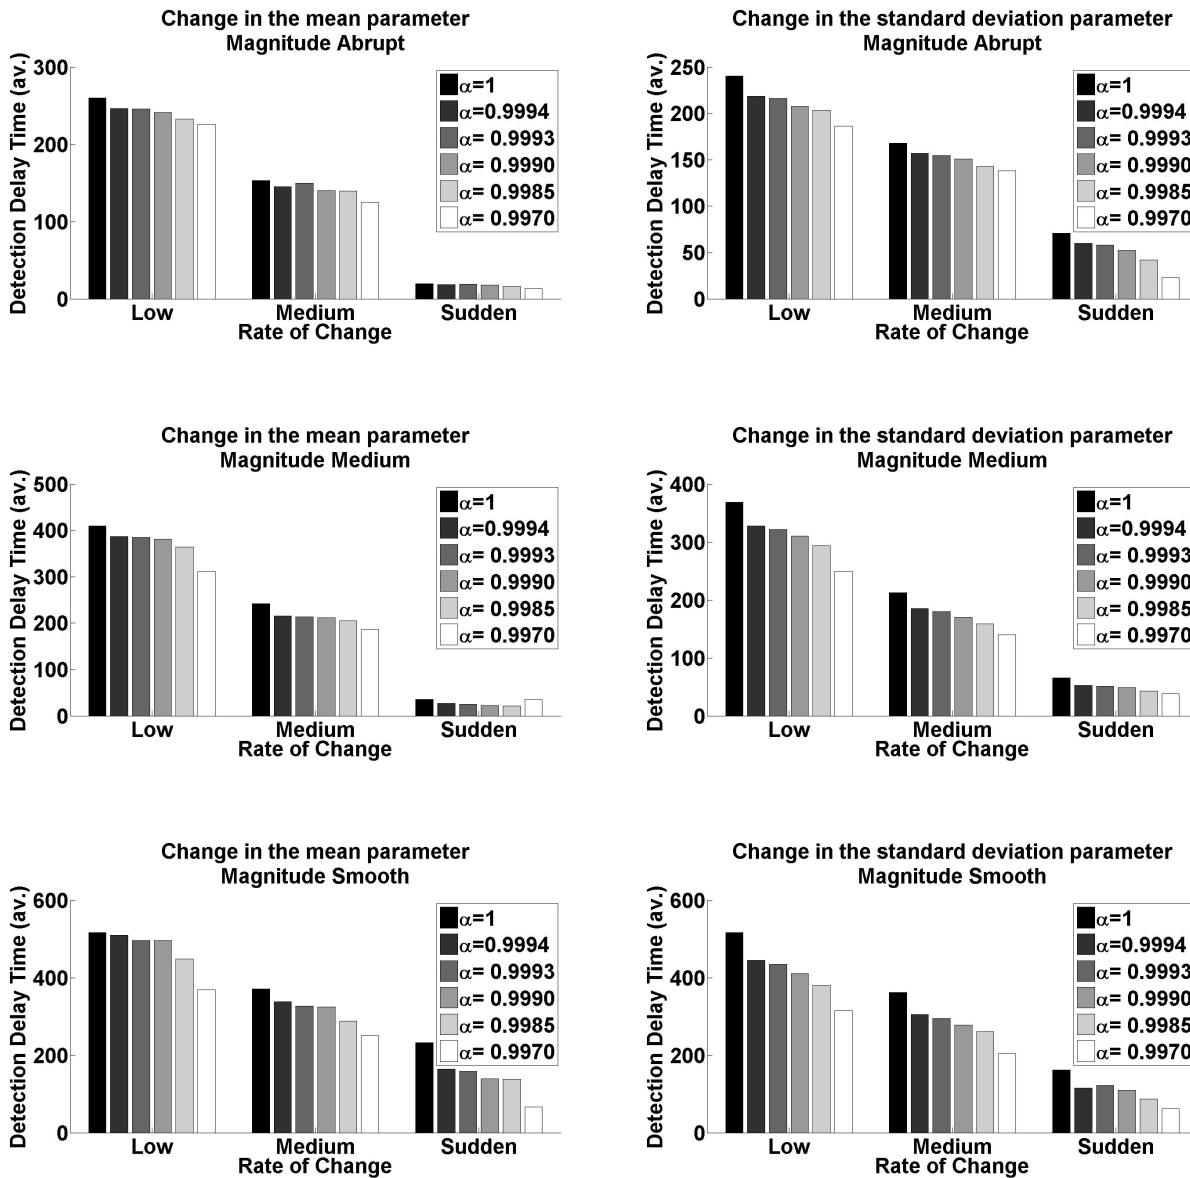 Change in the mean parameter
Magnitude Abrupt
Detection Delay Time (av.)
300
200
100
0
α=1
α=0.9994
α= 0.9993
α= 0.9990
α= 0.9985
α= 0.9970
Low Medium Sudden
Rate of Change
Change in the standard deviation parameter
Magnitude Abrupt
Detection Delay Time (av.)
250
200
150
100
50
0
α=1
α=0.9994
α= 0.9993
α= 0.9990
α= 0.9985
α= 0.9970
Low Medium Sudden
Rate of Change
Change in the mean parameter
Magnitude Medium
Detection Delay Time (av.)
500
400
300
200
100
0
α=1
α=0.9994
α= 0.9993
α= 0.9990
α= 0.9985
α= 0.9970
Low Medium Sudden
Rate of Change
Change in the standard deviation parameter
Magnitude Medium
Detection Delay Time (av.)
400
300
200
100
0
α=1
α=0.9994
α= 0.9993
α= 0.9990
α= 0.9985
α= 0.9970
Low Medium Sudden
Rate of Change
Change in the mean parameter
Magnitude Smooth
Detection Delay Time (av.)
600
400
200
0
α=1
α=0.9994
α= 0.9993
α= 0.9990
α= 0.9985
α= 0.9970
Low Medium Sudden
Rate of Change
Change in the standard deviation parameter
Magnitude Smooth
Detection Delay Time (av.)
600
400
200
0
α=1
α=0.9994
α= 0.9993
α= 0.9990
α= 0.9985
α= 0.9970
Low Medium Sudden
Rate of Change